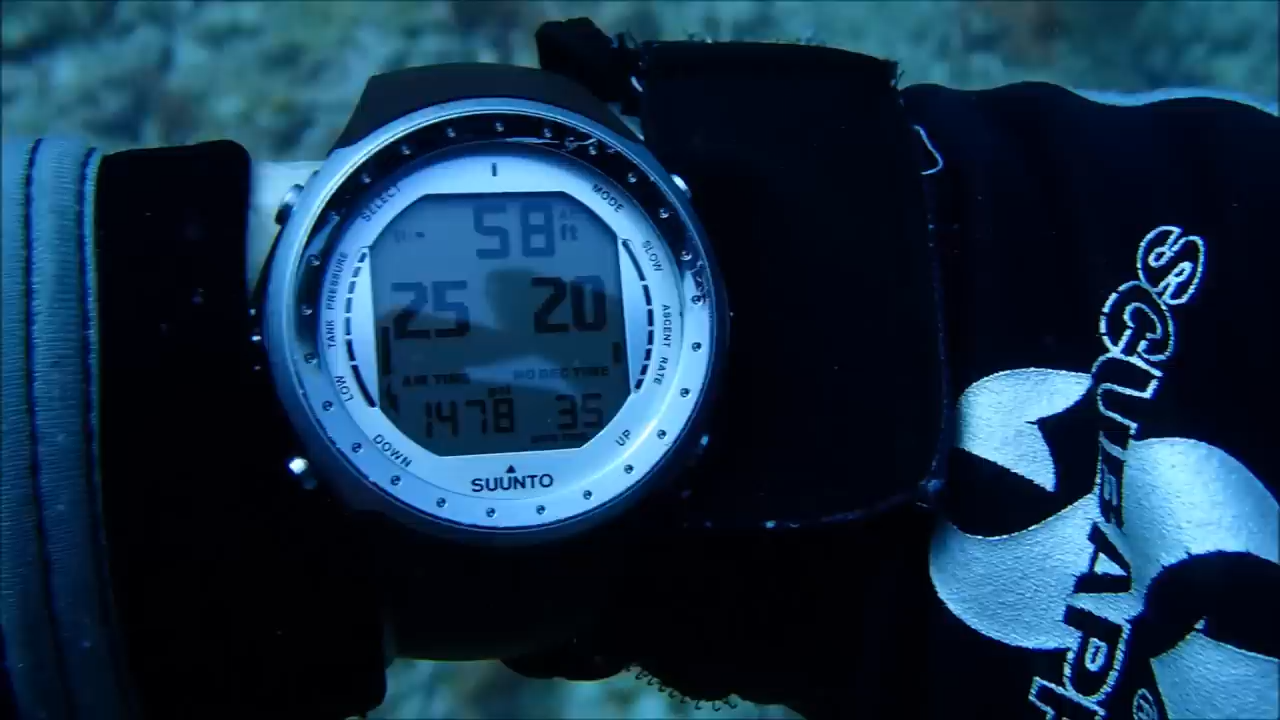 SELECT
MODE
58 ft
TANK PRESSURE
SLOW
25 20
ASCENT RATE
AIR TIME NO DEC TIME
LOW
1478 35
DOWN
UP
SUUNTO
SCUBAPRO